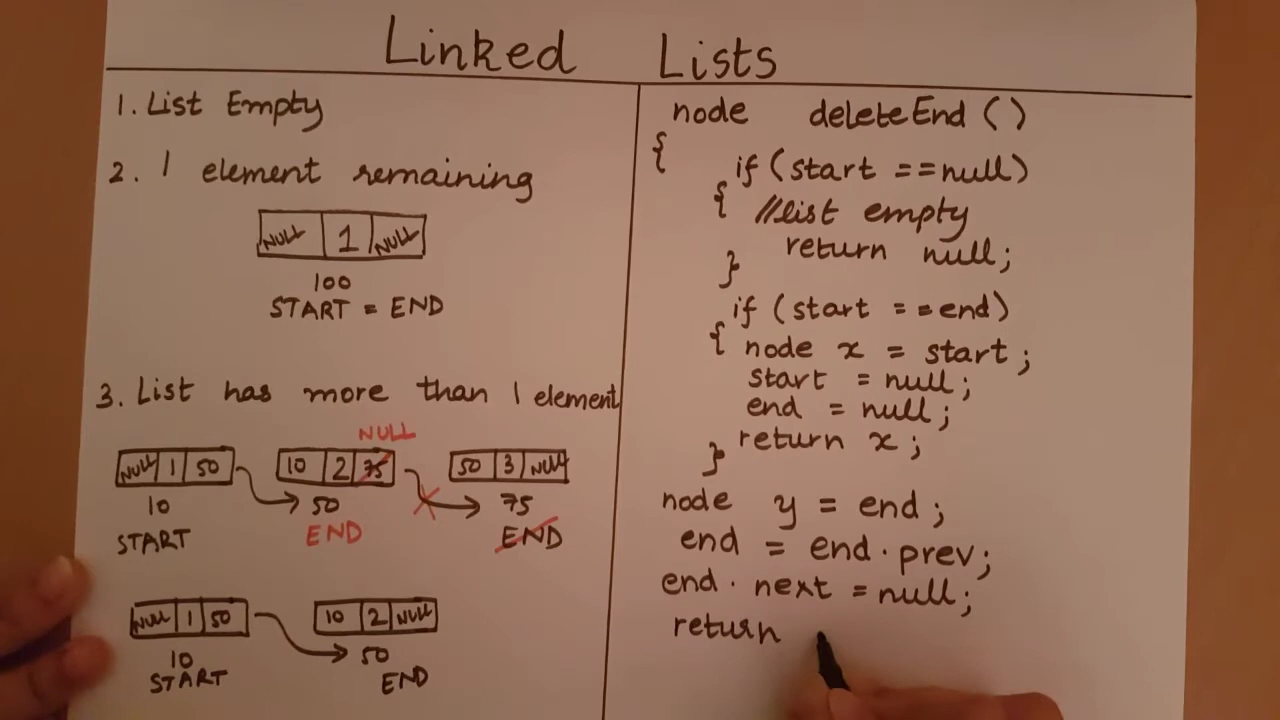 Linked Lists
1. List Empty
2. 1 element remaining
NULL 1 NULL
100
START = END
3. List has more than 1 element
NULL
NULL 1 50 10 2 75 50 3 NULL
10 50 75
START END END
NULL 1 50 10 2 NULL
10 50
START END
node deleteEnd ()
{
if (start ==null)
{ //list empty
return null;
}
if (start ==end)
{ node x = start;
start = null;
end = null;
return x;
}
node y = end;
end = end.prev;
end.next = null;
return